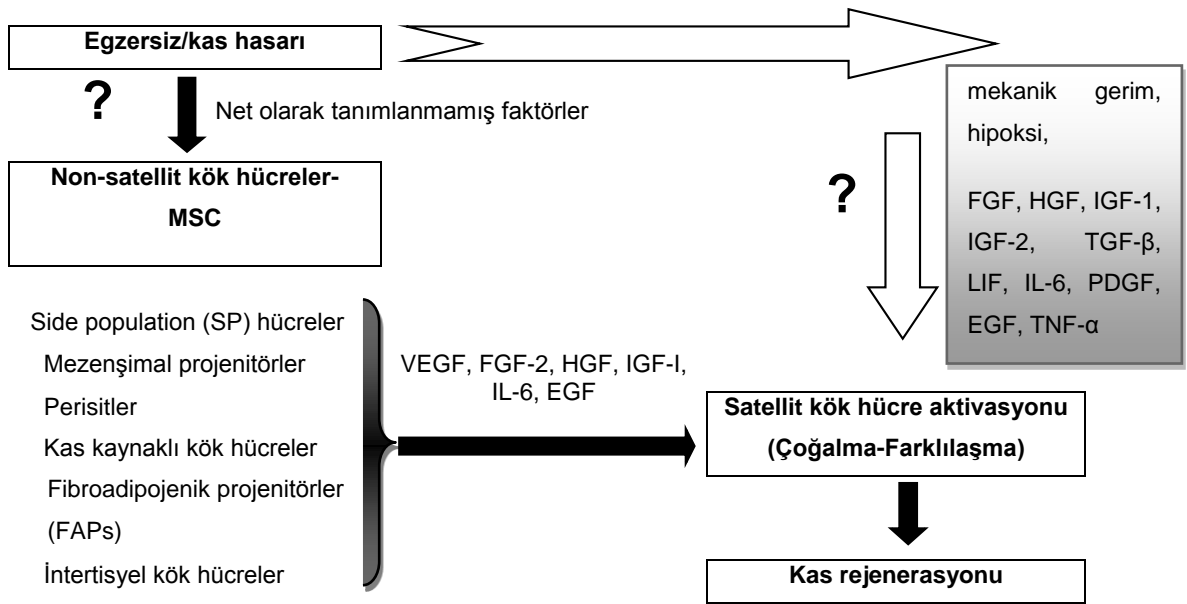 Egzersiz/kas hasarı
?
Net olarak tanımlanmamış faktörler
Non-satellit kök hücreler-
MSC
Side population (SP) hücreler
Mezenşimal projenitörler
Perisitler
Kas kaynaklı kök hücreler
Fibroadipojenik projenitörler
(FAPs)
İntertisyel kök hücreler
VEGF, FGF-2, HGF, IGF-I,
IL-6, EGF
mekanik gerim,
hipoksi,
FGF, HGF, IGF-1,
IGF-2, TGF-β,
LIF, IL-6, PDGF,
EGF, TNF-α
?
Satellit kök hücre aktivasyonu
(Çoğalma-Farklılaşma)
Kas rejenerasyonu